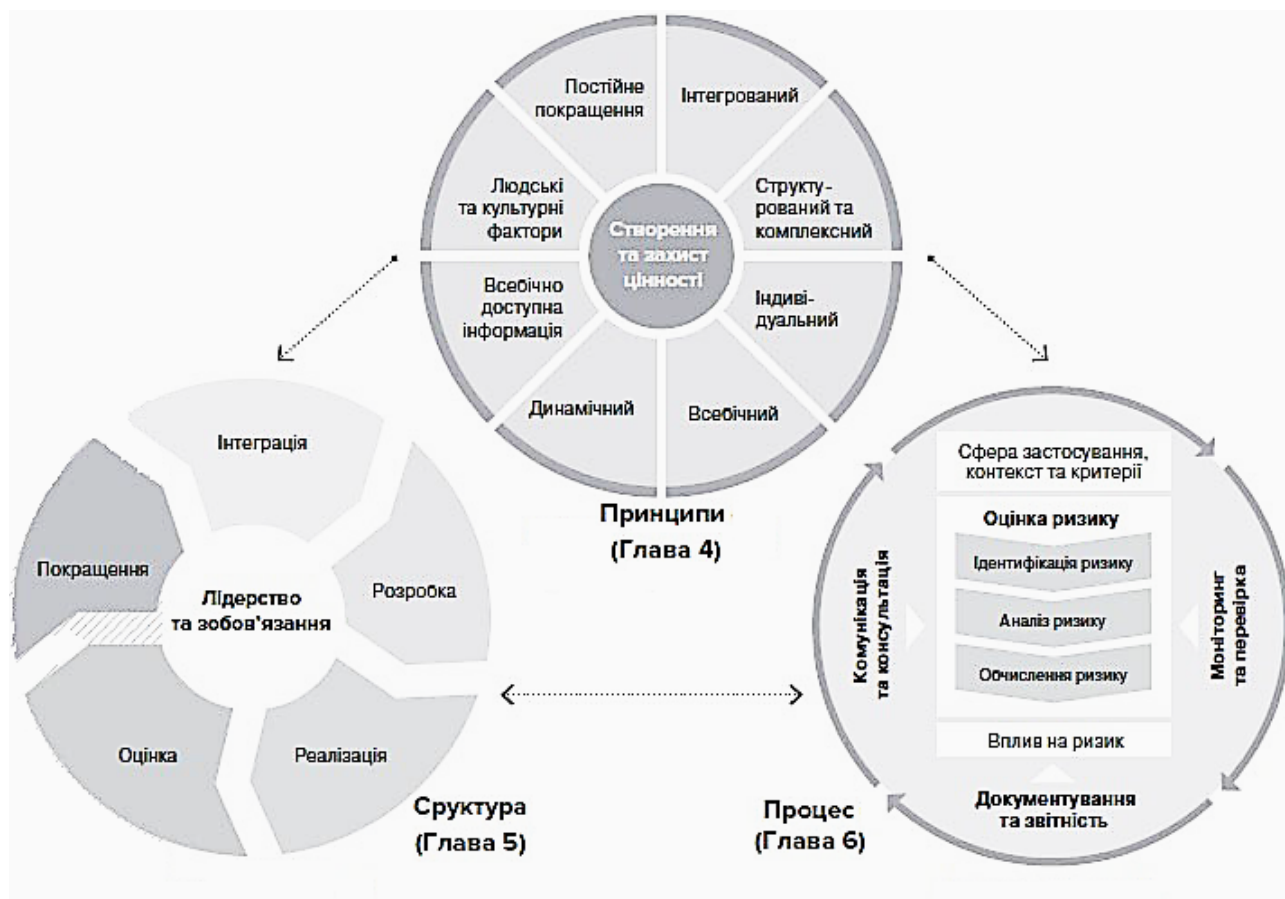 Постійне
покращення
Інтегрований
Людські
та культурні
фактори
Створення
та захист
цінності
Структу-
рований та
комплексний
Всебічно
доступна
інформація
Індиві-
дуальний
Динамічний
Всебічний
Принципи
(Глава 4)
Інтеграція
Покращення
Лідерство
та зобов'язання
Розробка
Оцінка
Реалізація
Сруктура
(Глава 5)
Сфера застосування,
контекст та критерії
Оцінка ризику
Ідентифікація ризику
Аналіз ризику
Обчислення ризику
Вплив на ризик
Комунікація
та консультація
Моніторинг
та перевірка
Документування
та звітність
Процес
(Глава 6)